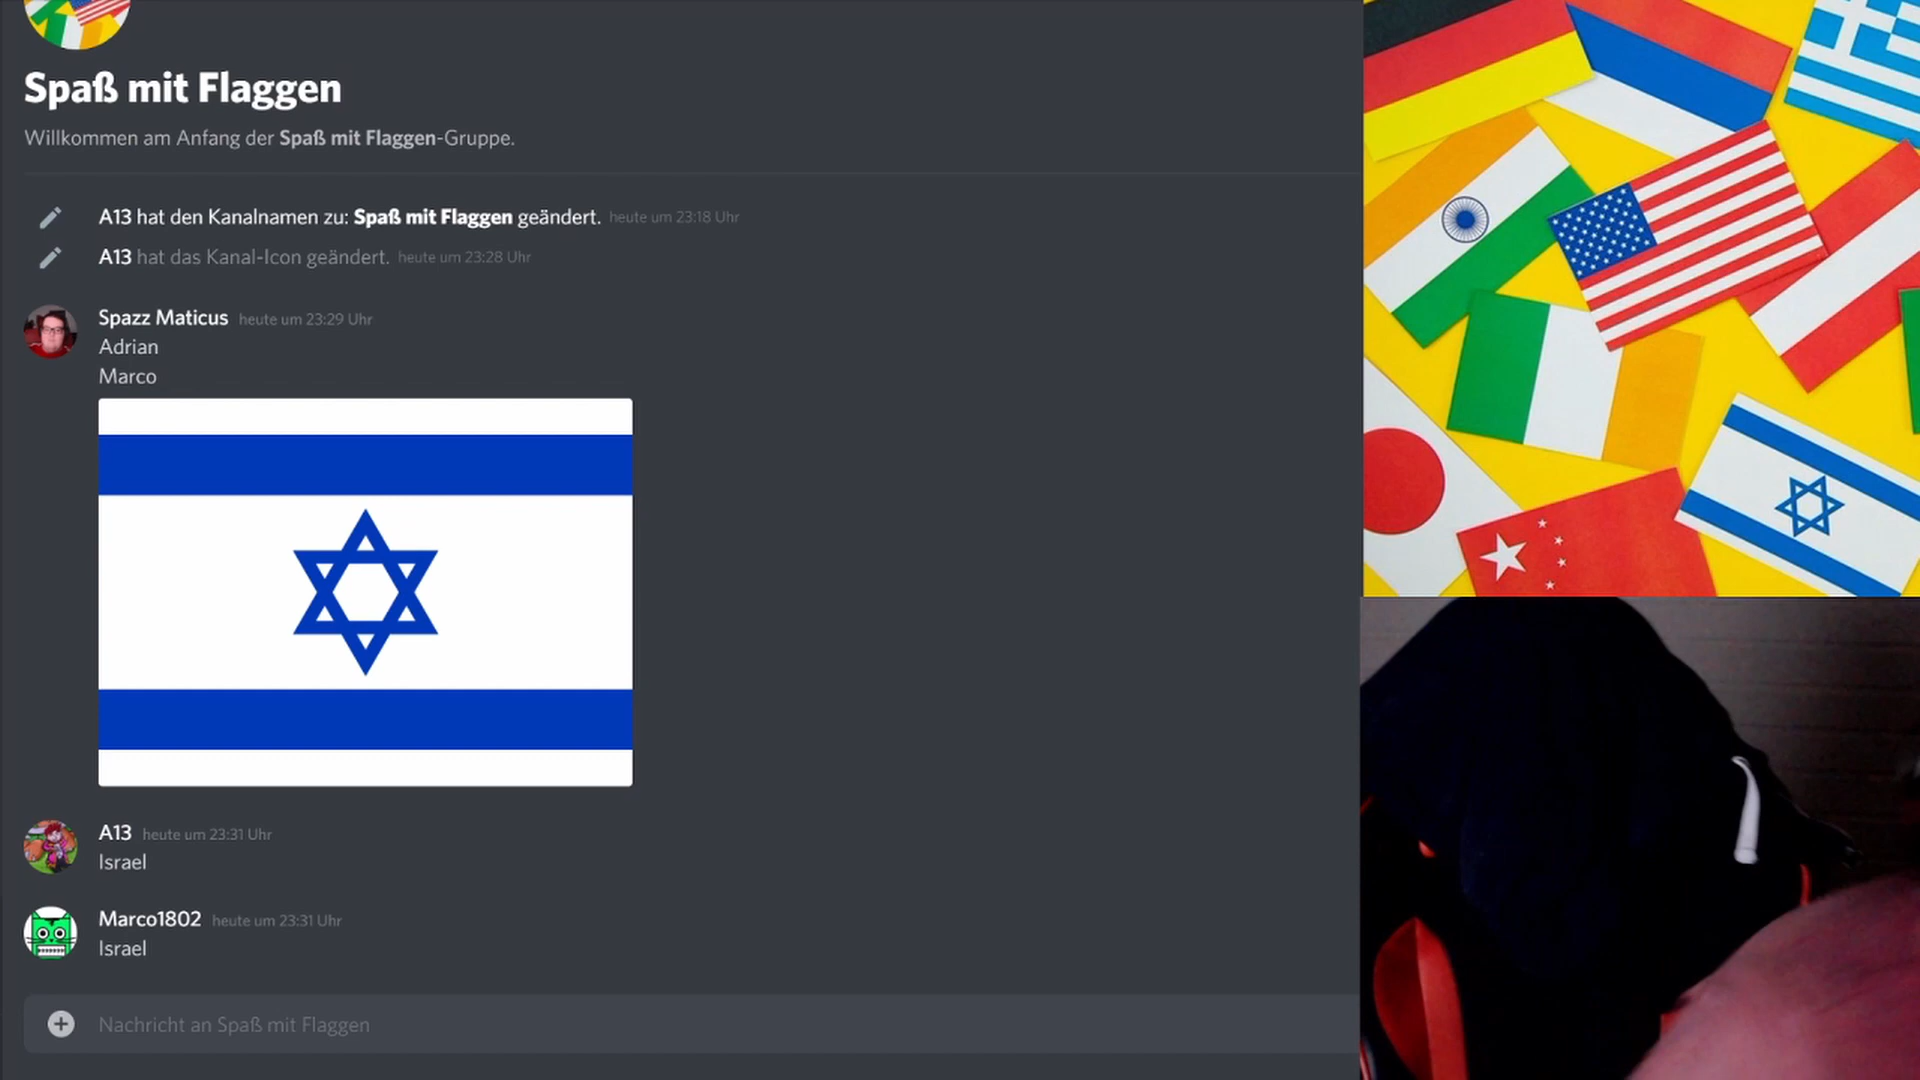 Spaß mit Flaggen
Willkommen am Anfang der Spaß mit Flaggen-Gruppe.
A13 hat den Kanalnamen zu: Spaß mit Flaggen geändert. heute um 23:18 Uhr
A13 hat das Kanal-Icon geändert. heute um 23:28 Uhr
Spazz Maticus heute um 23:29 Uhr
Adrian
Marco
A13 heute um 23:31 Uhr
Israel
Marco1802 heute um 23:31 Uhr
Israel
Nachricht an Spaß mit Flaggen